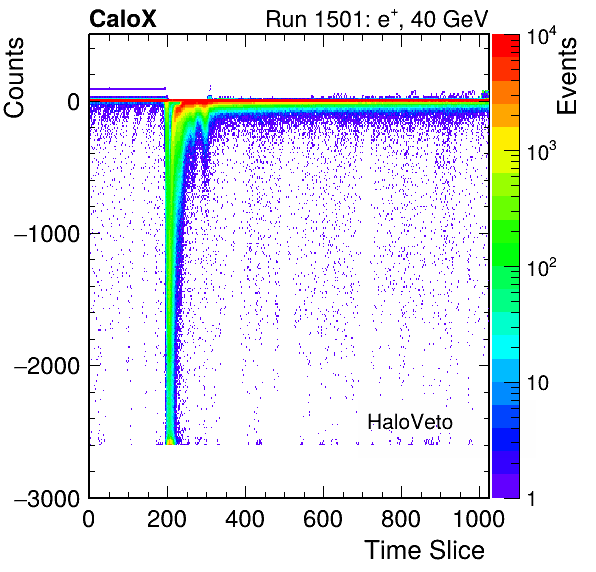 CaloX Run 1501: e⁺, 40 GeV
Counts
Events
0
−1000
−2000
−3000
0 200 400 600 800 1000
Time Slice
HaloVeto
10⁴
10³
10²
10
1